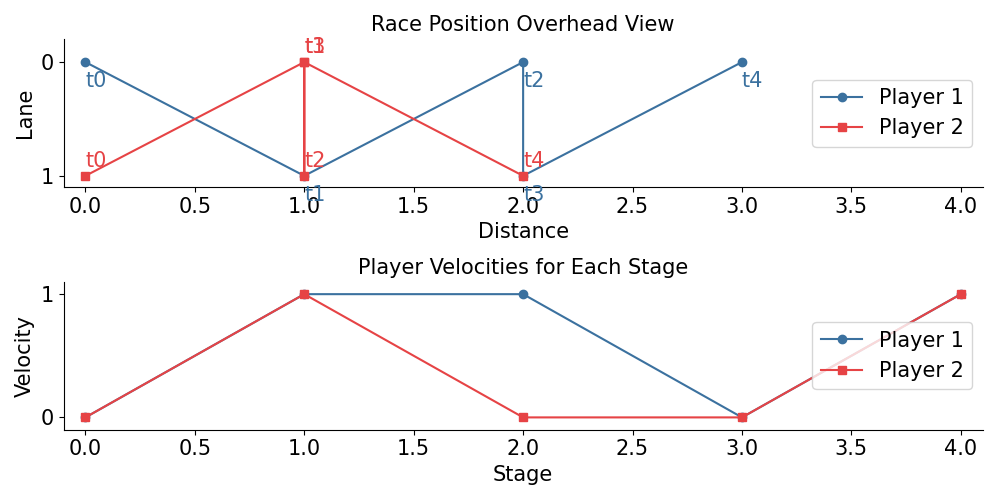 Race Position Overhead View
Lane
0
1
t0
t0
t1
t3
t2
t1
t2
t4
t3
t4
Player 1
Player 2
0.0 0.5 1.0 1.5 2.0 2.5 3.0 3.5 4.0
Distance
Player Velocities for Each Stage
Velocity
1
0
Player 1
Player 2
0.0 0.5 1.0 1.5 2.0 2.5 3.0 3.5 4.0
Stage